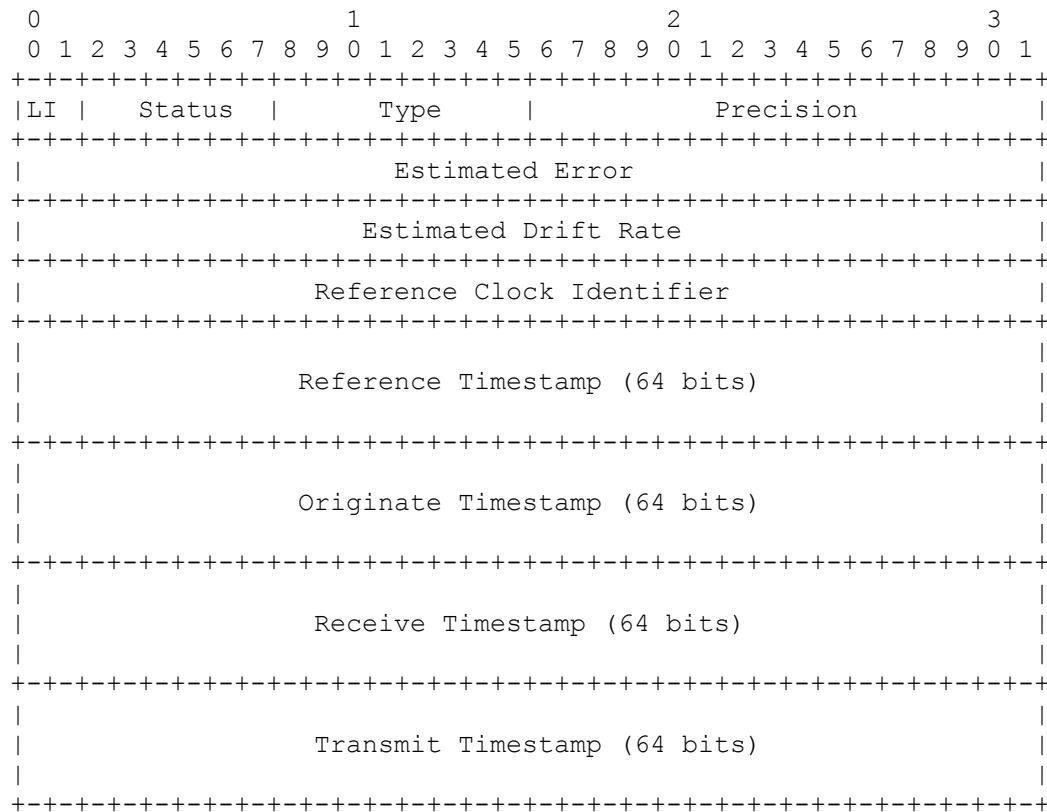 0                   1                   2                   3
 0 1 2 3 4 5 6 7 8 9 0 1 2 3 4 5 6 7 8 9 0 1 2 3 4 5 6 7 8 9 0 1
+-+-+-+-+-+-+-+-+-+-+-+-+-+-+-+-+-+-+-+-+-+-+-+-+-+-+-+-+-+-+-+-+
|LI |   Status  |      Type     |           Precision           |
+-+-+-+-+-+-+-+-+-+-+-+-+-+-+-+-+-+-+-+-+-+-+-+-+-+-+-+-+-+-+-+-+
|                       Estimated Error                         |
+-+-+-+-+-+-+-+-+-+-+-+-+-+-+-+-+-+-+-+-+-+-+-+-+-+-+-+-+-+-+-+-+
|                     Estimated Drift Rate                      |
+-+-+-+-+-+-+-+-+-+-+-+-+-+-+-+-+-+-+-+-+-+-+-+-+-+-+-+-+-+-+-+-+
|                  Reference Clock Identifier                   |
+-+-+-+-+-+-+-+-+-+-+-+-+-+-+-+-+-+-+-+-+-+-+-+-+-+-+-+-+-+-+-+-+
|                                                               |
|                 Reference Timestamp (64 bits)                 |
|                                                               |
+-+-+-+-+-+-+-+-+-+-+-+-+-+-+-+-+-+-+-+-+-+-+-+-+-+-+-+-+-+-+-+-+
|                                                               |
|                 Originate Timestamp (64 bits)                 |
|                                                               |
+-+-+-+-+-+-+-+-+-+-+-+-+-+-+-+-+-+-+-+-+-+-+-+-+-+-+-+-+-+-+-+-+
|                                                               |
|                  Receive Timestamp (64 bits)                  |
|                                                               |
+-+-+-+-+-+-+-+-+-+-+-+-+-+-+-+-+-+-+-+-+-+-+-+-+-+-+-+-+-+-+-+-+
|                                                               |
|                  Transmit Timestamp (64 bits)                 |
|                                                               |
+-+-+-+-+-+-+-+-+-+-+-+-+-+-+-+-+-+-+-+-+-+-+-+-+-+-+-+-+-+-+-+-+